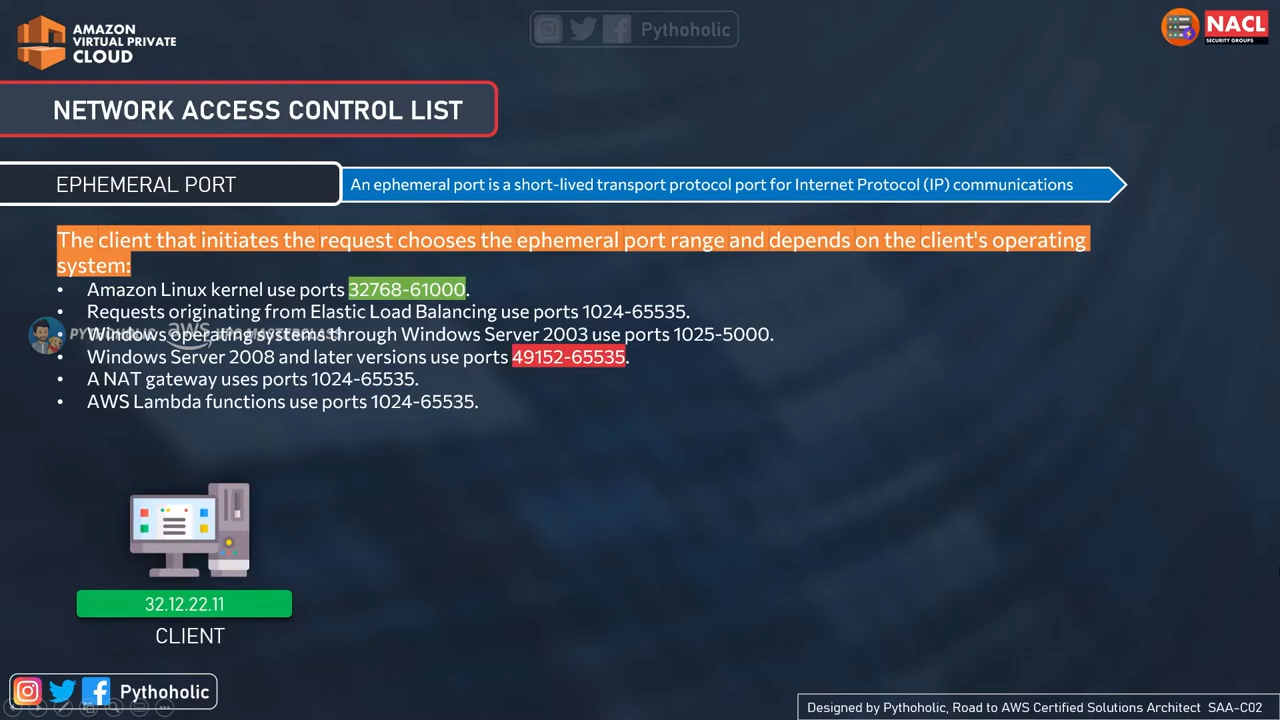 AMAZON
VIRTUAL PRIVATE
CLOUD
Pythoholic
NACL
SECURITY GROUPS
NETWORK ACCESS CONTROL LIST
EPHEMERAL PORT
An ephemeral port is a short-lived transport protocol port for Internet Protocol (IP) communications
The client that initiates the request chooses the ephemeral port range and depends on the client's operating
system:
• Amazon Linux kernel use ports 32768-61000.
• Requests originating from Elastic Load Balancing use ports 1024-65535.
• Windows operating systems through Windows Server 2003 use ports 1025-5000.
• Windows Server 2008 and later versions use ports 49152-65535.
• A NAT gateway uses ports 1024-65535.
• AWS Lambda functions use ports 1024-65535.
32.12.22.11
CLIENT
Pythoholic
Designed by Pythoholic, Road to AWS Certified Solutions Architect SAA-C02